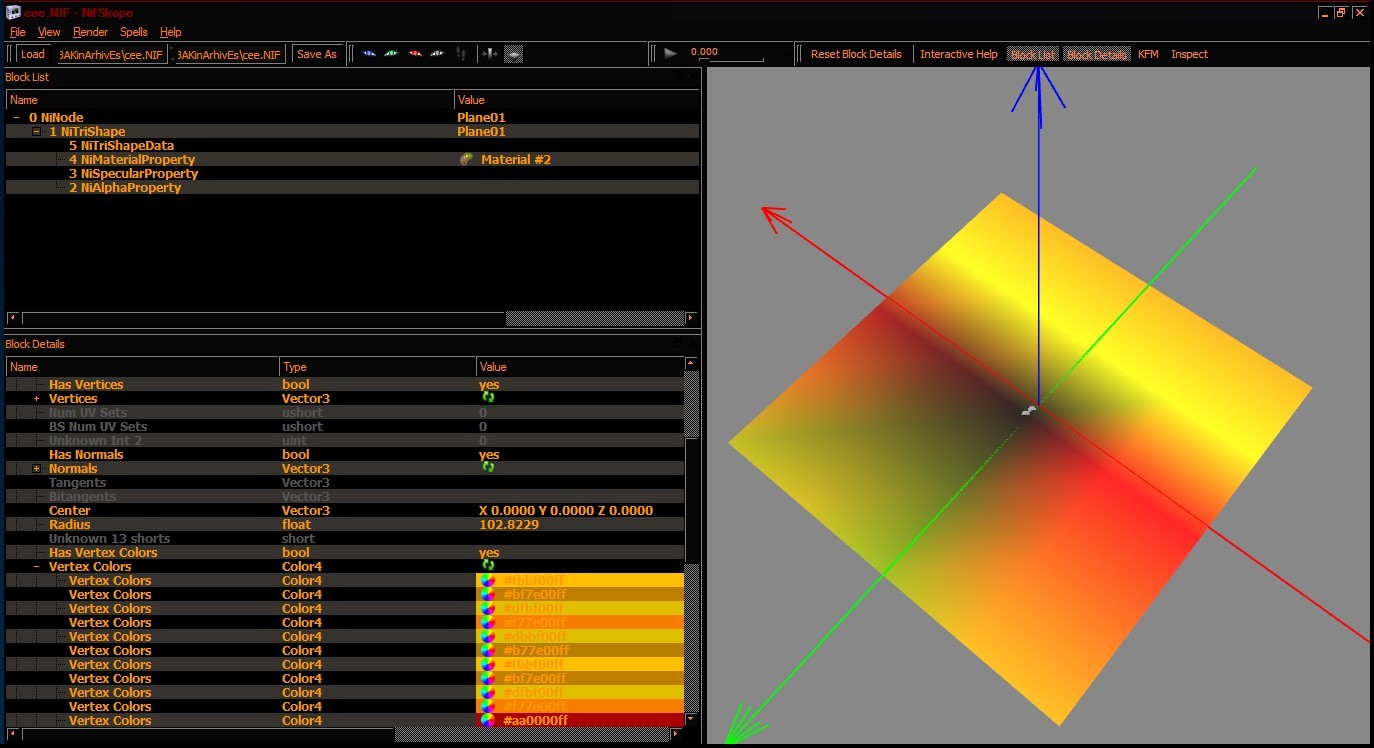 cee.NIF - NifSkope
File View Render Spells Help
Load 3AKinArhivEs\cee.NIF 3AKinArhivEs\cee.NIF Save As 0.000 Reset Block Details Interactive Help Block List Block Details KFM Inspect
Block List
Name Value
0 NiNode Plane01
1 NiTriShape Plane01
5 NiTriShapeData
4 NiMaterialProperty Material #2
3 NiSpecularProperty
2 NiAlphaProperty
Block Details
Name Type Value
Has Vertices bool yes
Vertices Vector3
Num UV Sets ushort 0
BS Num UV Sets ushort 0
Unknown Int 2 uint 0
Has Normals bool yes
Normals Vector3
Tangents Vector3
Bitangents Vector3
Center Vector3 X 0.0000 Y 0.0000 Z 0.0000
Radius float 102.8229
Unknown 13 shorts short
Has Vertex Colors bool yes
Vertex Colors Color4
Vertex Colors Color4 #fbbf00ff
Vertex Colors Color4 #bf7e00ff
Vertex Colors Color4 #dfbf00ff
Vertex Colors Color4 #f77e00ff
Vertex Colors Color4 #dbbf00ff
Vertex Colors Color4 #b77e00ff
Vertex Colors Color4 #fbbf00ff
Vertex Colors Color4 #bf7e00ff
Vertex Colors Color4 #dfbf00ff
Vertex Colors Color4 #f77e00ff
Vertex Colors Color4 #aa0000ff